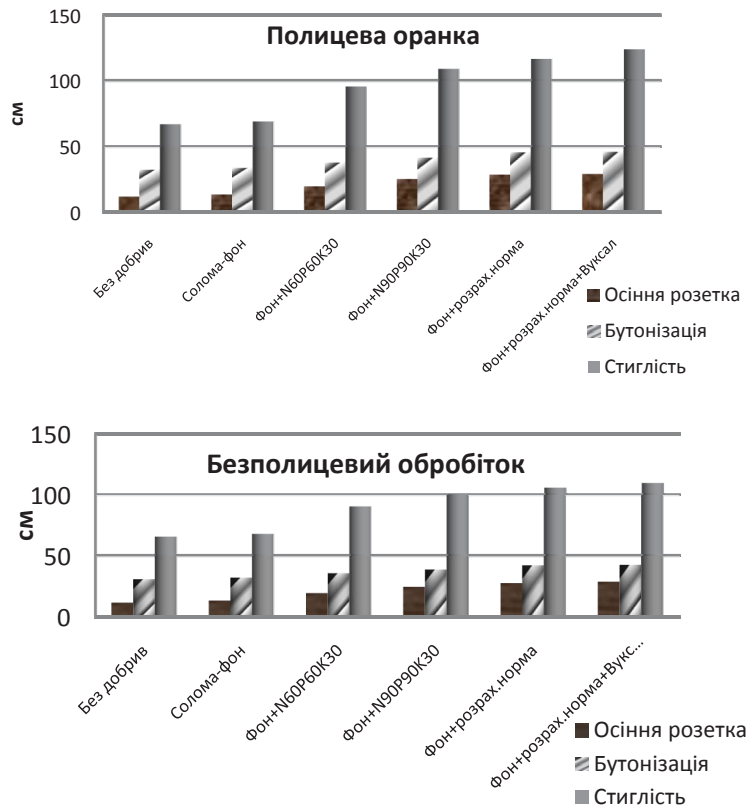 Полицева оранка
150
100
50
0
см
Без добрив
Солома-фон
Фон+N60P60K30
Фон+N90P90K30
Фон+розрах.норма
Фон+розрах.норма+Вуксал
Осіння розетка
Бутонізація
Стиглість
Безполицевий обробіток
150
100
50
0
см
Без добрив
Солома-фон
Фон+N60P60K30
Фон+N90P90K30
Фон+розрах.норма
Фон+розрах.норма+Вукс...
Осіння розетка
Бутонізація
Стиглість